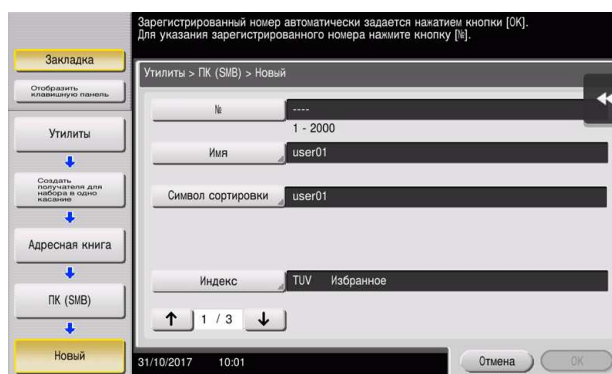 Зарегистрированный номер автоматически задается нажатием кнопки [OK].
Для указания зарегистрированного номера нажмите кнопку [№].
Закладка
Отобразить
клавишную панель
Утилиты
Создать
получателя для
набора в одно
касание
Адресная книга
ПК (SMB)
Новый
Утилиты > ПК (SMB) > Новый
№ ----
1 - 2000
Имя user01
Символ сортировки user01
Индекс TUV Избранное
↑ 1 / 3 ↓
31/10/2017 10:01
Отмена OK